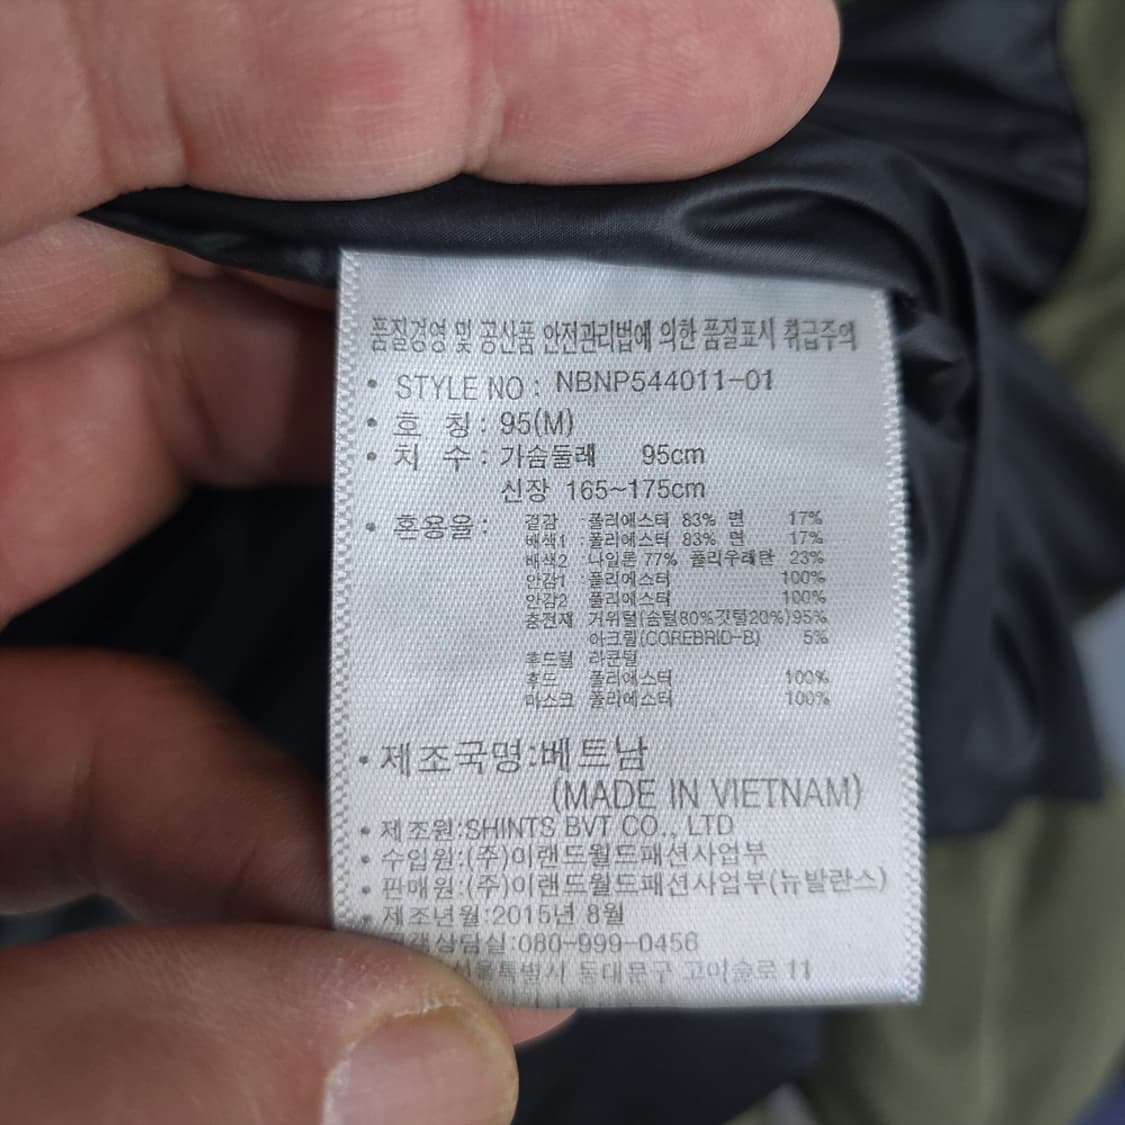 품질경영 및 공산품 안전관리법에 의한 품질표시 취급주의
• STYLE NO : NBNP544011-01
• 호 칭 : 95(M)
• 치 수 : 가슴둘레 95cm
신장 165~175cm
• 혼용율 : 겉감 : 폴리에스터 83% 면 17%
배색1 : 폴리에스터 83% 면 17%
배색2 나일론 77% 폴리우레탄 23%
안감1 폴리에스터 100%
안감2 폴리에스터 100%
충전재 거위털(솜털80%깃털20%)95%
아크릴(COREBRID-B) 5%
후드털 라쿤털
후드 폴리에스터 100%
마스크 폴리에스터 100%
• 제조국명:베트남
(MADE IN VIETNAM)
• 제조원:SHINTS BVT CO., LTD
• 수입원:(주)이랜드월드패션사업부
• 판매원:(주)이랜드월드패션사업부(뉴발란스)
• 제조년월:2015년 8월
고객상담실:080-999-0456
서울특별시 동대문구 고미술로 11